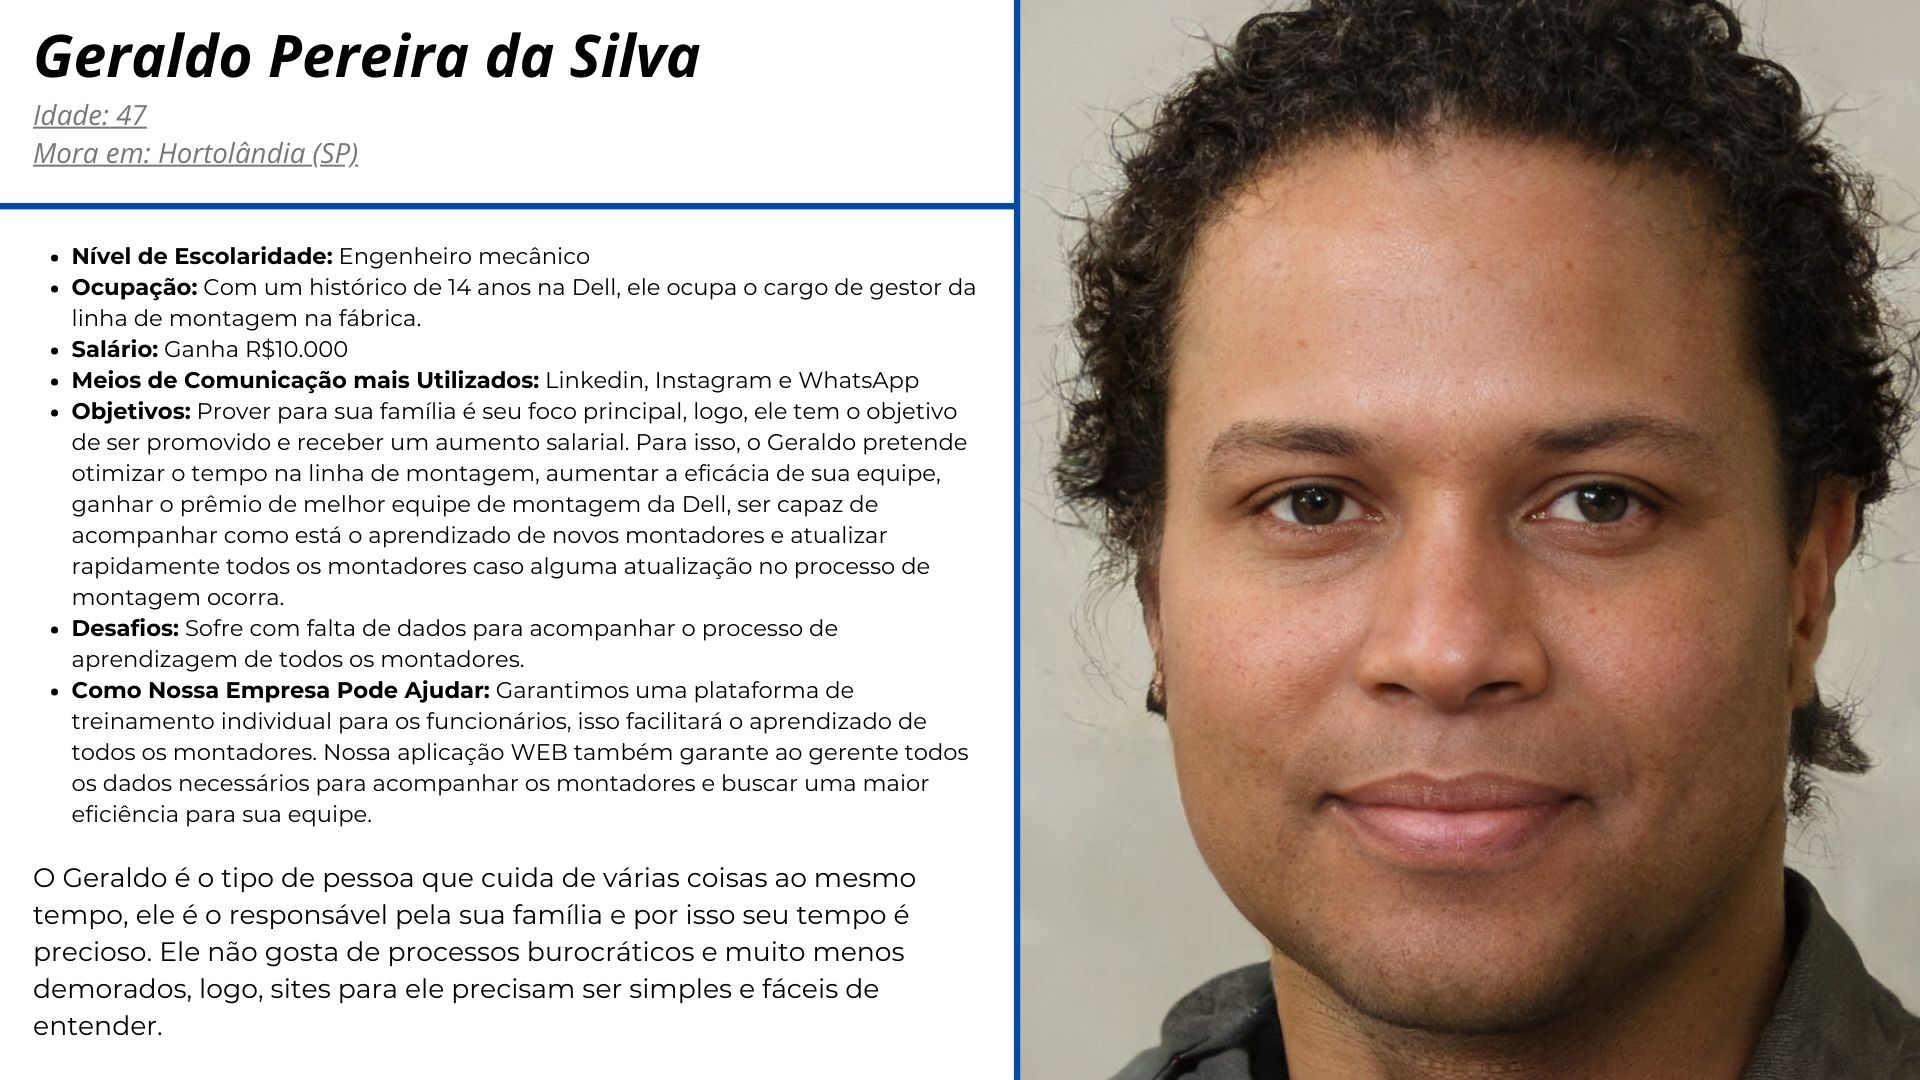 Geraldo Pereira da Silva
Idade: 47
Mora em: Hortolândia (SP)
• Nível de Escolaridade: Engenheiro mecânico
• Ocupação: Com um histórico de 14 anos na Dell, ele ocupa o cargo de gestor da
linha de montagem na fábrica.
• Salário: Ganha R$10.000
• Meios de Comunicação mais Utilizados: Linkedin, Instagram e WhatsApp
• Objetivos: Prover para sua família é seu foco principal, logo, ele tem o objetivo
de ser promovido e receber um aumento salarial. Para isso, o Geraldo pretende
otimizar o tempo na linha de montagem, aumentar a eficácia de sua equipe,
ganhar o prêmio de melhor equipe de montagem da Dell, ser capaz de
acompanhar como está o aprendizado de novos montadores e atualizar
rapidamente todos os montadores caso alguma atualização no processo de
montagem ocorra.
• Desafios: Sofre com falta de dados para acompanhar o processo de
aprendizagem de todos os montadores.
• Como Nossa Empresa Pode Ajudar: Garantimos uma plataforma de
treinamento individual para os funcionários, isso facilitará o aprendizado de
todos os montadores. Nossa aplicação WEB também garante ao gerente todos
os dados necessários para acompanhar os montadores e buscar uma maior
eficiência para sua equipe.
O Geraldo é o tipo de pessoa que cuida de várias coisas ao mesmo
tempo, ele é o responsável pela sua família e por isso seu tempo é
precioso. Ele não gosta de processos burocráticos e muito menos
demorados, logo, sites para ele precisam ser simples e fáceis de
entender.